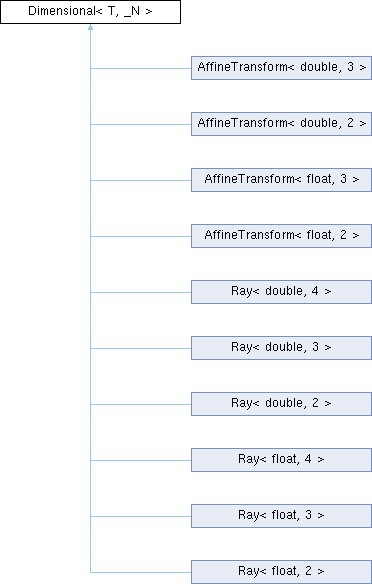 Dimensional< T, _N >
AffineTransform< double, 3 >
AffineTransform< double, 2 >
AffineTransform< float, 3 >
AffineTransform< float, 2 >
Ray< double, 4 >
Ray< double, 3 >
Ray< double, 2 >
Ray< float, 4 >
Ray< float, 3 >
Ray< float, 2 >